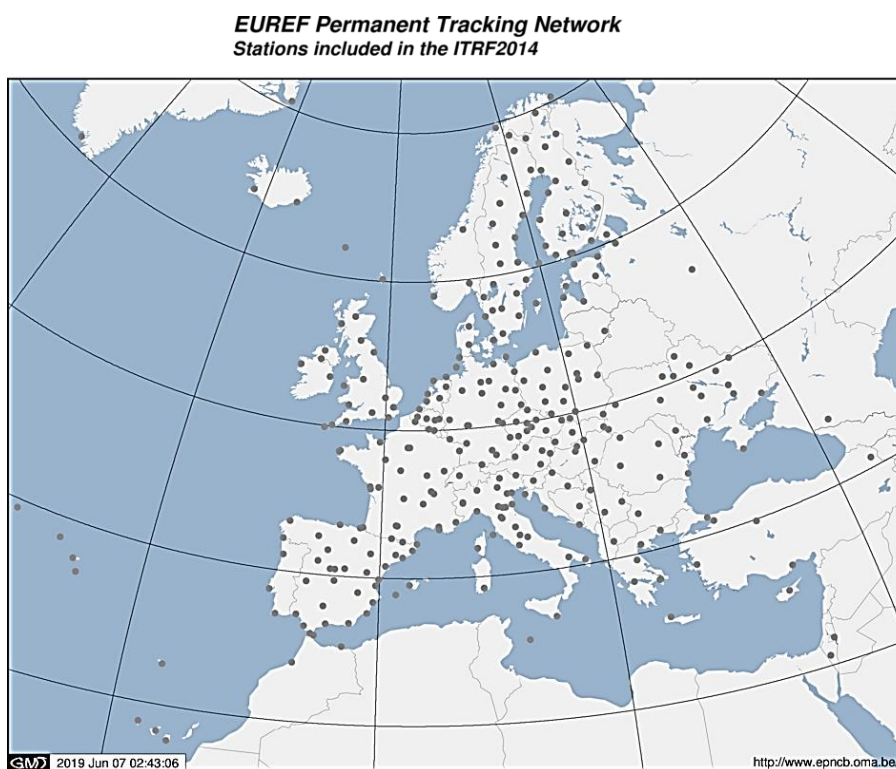 EUREF Permanent Tracking Network
Stations included in the ITRF2014
GMD 2019 Jun 07 02:43:06
http://www.epncb.oma.be